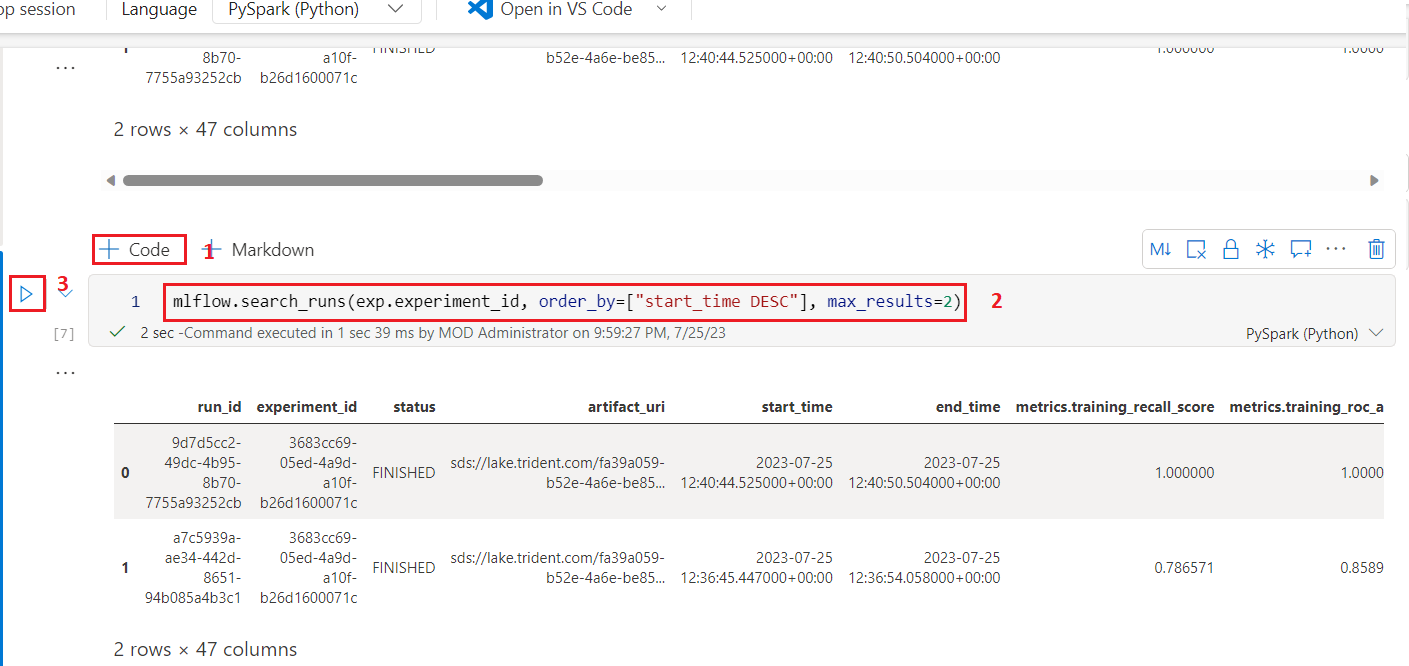 op session Language PySpark (Python) Open in VS Code
1 FINISHED 1.000000 1.0000
8b70- a10f- b52e-4a6e-be85... 12:40:44.525000+00:00 12:40:50.504000+00:00
...
7755a93252cb b26d1600071c
2 rows × 47 columns
+ Code 1 + Markdown M↓ ...
3
1 mlflow.search_runs(exp.experiment_id, order_by=["start_time DESC"], max_results=2) 2
[7] 2 sec -Command executed in 1 sec 39 ms by MOD Administrator on 9:59:27 PM, 7/25/23 PySpark (Python)
...
run_id experiment_id status artifact_uri start_time end_time metrics.training_recall_score metrics.training_roc_a
9d7d5cc2- 3683cc69-
49dc-4b95- 05ed-4a9d- sds://lake.trident.com/fa39a059- 2023-07-25 2023-07-25
0 FINISHED 1.000000 1.0000
8b70- a10f- b52e-4a6e-be85... 12:40:44.525000+00:00 12:40:50.504000+00:00
7755a93252cb b26d1600071c
a7c5939a- 3683cc69-
ae34-442d- 05ed-4a9d- sds://lake.trident.com/fa39a059- 2023-07-25 2023-07-25
1 FINISHED 0.786571 0.8589
8651- a10f- b52e-4a6e-be85... 12:36:45.447000+00:00 12:36:54.058000+00:00
94b085a4b3c1 b26d1600071c
2 rows × 47 columns